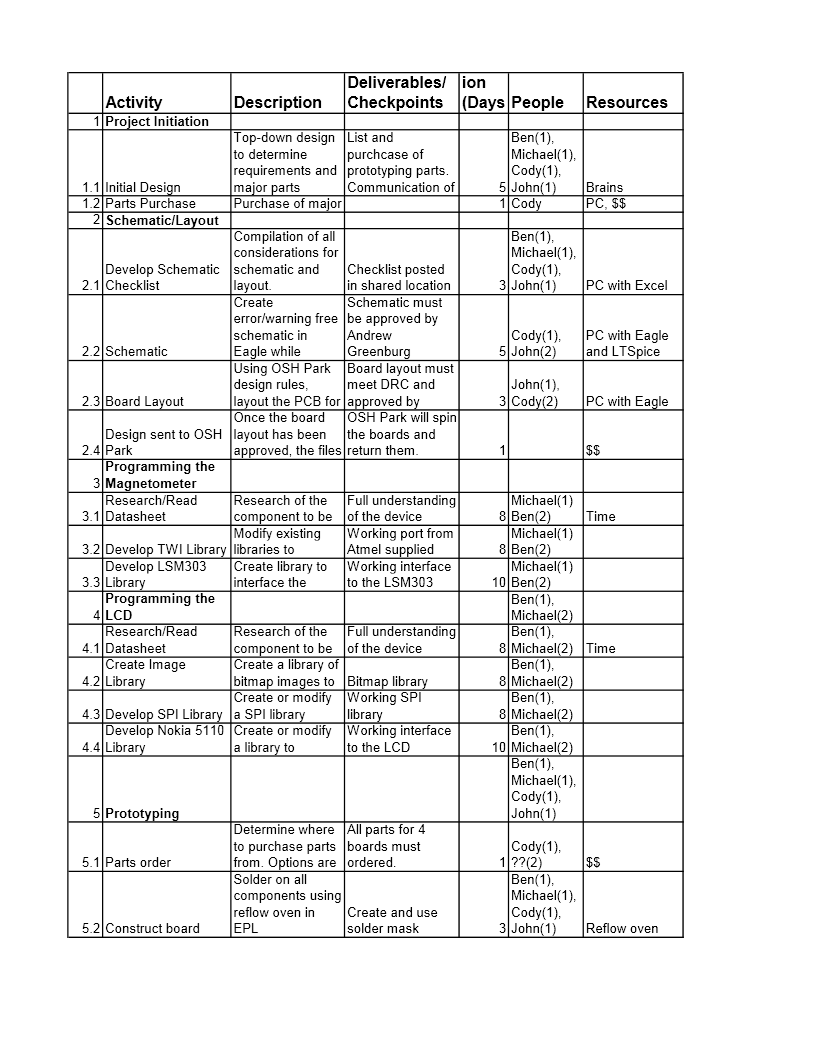 Activity
Description
Deliverables/
Checkpoints
ion
(Days
People
Resources
1
Project Initiation
1.1
Initial Design
Top-down design
to determine
requirements and
major parts
List and
purchcase of
prototyping parts.
Communication of
5
Ben(1),
Michael(1),
Cody(1),
John(1)
Brains
1.2
Parts Purchase
Purchase of major
1
Cody
PC, $$
2
Schematic/Layout
2.1
Develop Schematic
Checklist
Compilation of all
considerations for
schematic and
layout.
Checklist posted
in shared location
3
Ben(1),
Michael(1),
Cody(1),
John(1)
PC with Excel
2.2
Schematic
Create
error/warning free
schematic in
Eagle while
Schematic must
be approved by
Andrew
Greenburg
5
Cody(1),
John(2)
PC with Eagle
and LTSpice
2.3
Board Layout
Using OSH Park
design rules,
layout the PCB for
Board layout must
meet DRC and
approved by
3
John(1),
Cody(2)
PC with Eagle
2.4
Design sent to OSH
Park
Once the board
layout has been
approved, the files
OSH Park will spin
the boards and
return them.
1
$$
3
Programming the
Magnetometer
3.1
Research/Read
Datasheet
Research of the
component to be
Full understanding
of the device
8
Michael(1)
Ben(2)
Time
3.2
Develop TWI Library
Modify existing
libraries to
Working port from
Atmel supplied
8
Michael(1)
Ben(2)
3.3
Develop LSM303
Library
Create library to
interface the
Working interface
to the LSM303
10
Michael(1)
Ben(2)
4
Programming the
LCD
Ben(1),
Michael(2)
4.1
Research/Read
Datasheet
Research of the
component to be
Full understanding
of the device
8
Ben(1),
Michael(2)
Time
4.2
Create Image
Library
Create a library of
bitmap images to
Bitmap library
8
Ben(1),
Michael(2)
4.3
Develop SPI Library
Create or modify
a SPI library
Working SPI
library
8
Ben(1),
Michael(2)
4.4
Develop Nokia 5110
Library
Create or modify
a library to
Working interface
to the LCD
10
Ben(1),
Michael(2)
5
Prototyping
Ben(1),
Michael(1),
Cody(1),
John(1)
5.1
Parts order
Determine where
to purchase parts
from. Options are
All parts for 4
boards must
ordered.
1
Cody(1),
??(2)
$$
5.2
Construct board
Solder on all
components using
reflow oven in
EPL
Create and use
solder mask
3
Ben(1),
Michael(1),
Cody(1),
John(1)
Reflow oven